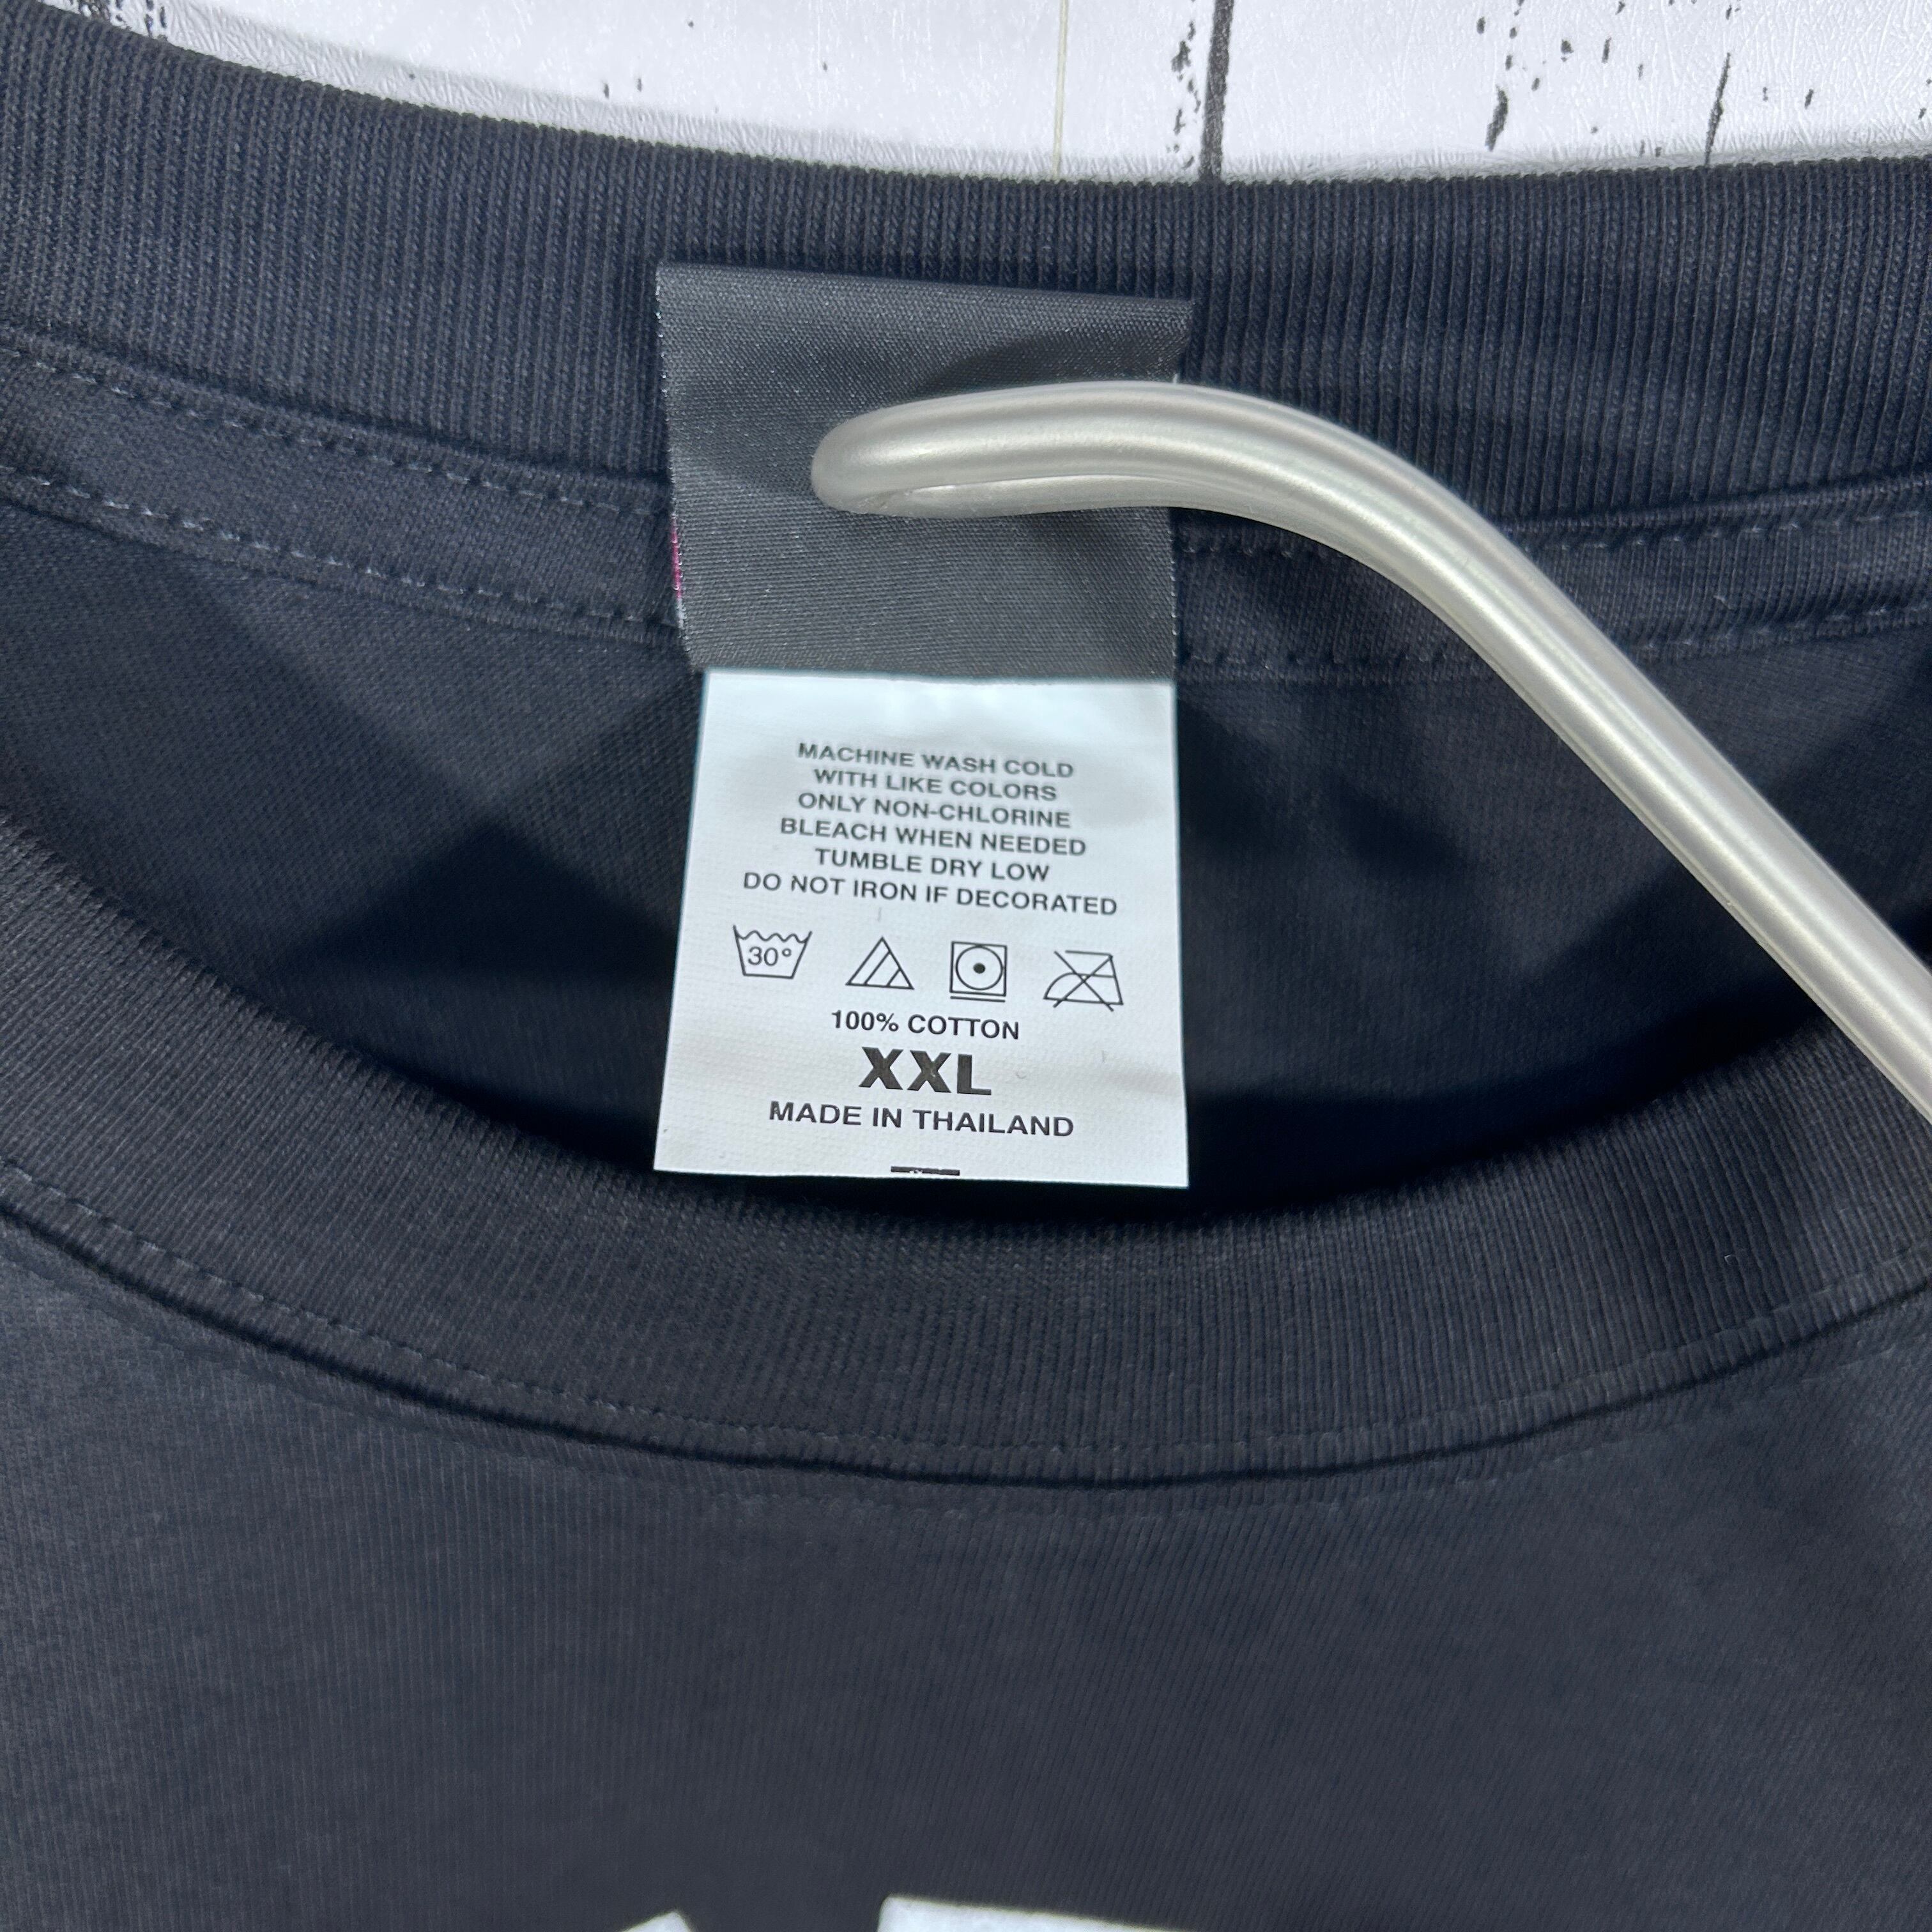 MACHINE WASH COLD
WITH LIKE COLORS
ONLY NON-CHLORINE
BLEACH WHEN NEEDED
TUMBLE DRY LOW
DO NOT IRON IF DECORATED
30°
100% COTTON
XXL
MADE IN THAILAND